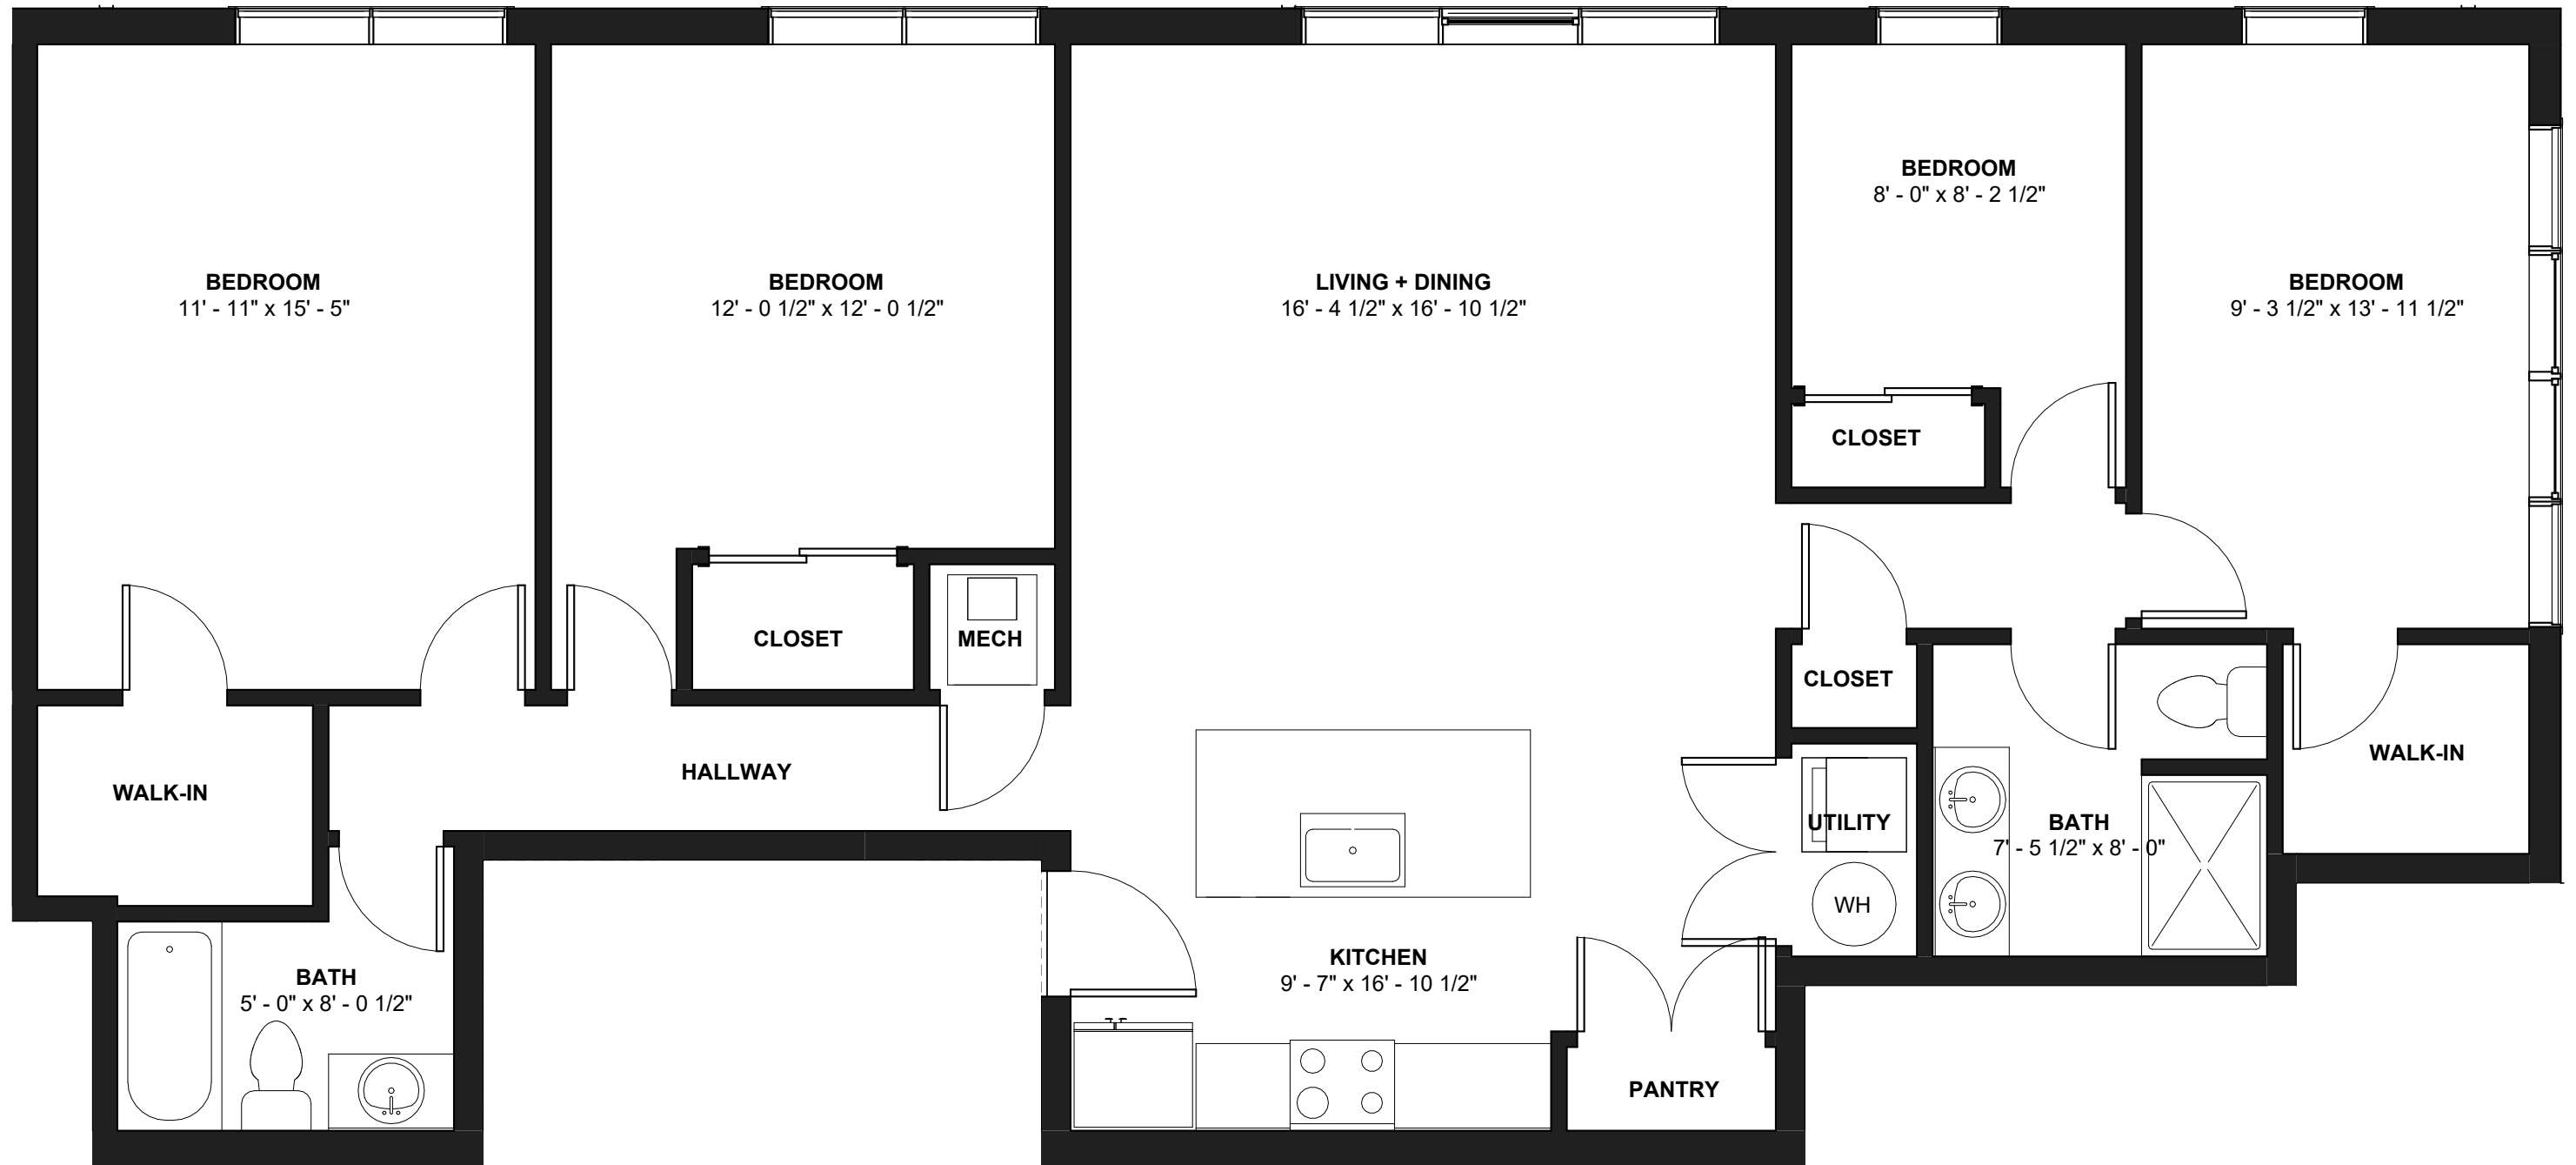 BEDROOM
11' - 11" x 15' - 5"
BEDROOM
12' - 0 1/2" x 12' - 0 1/2"
LIVING + DINING
16' - 4 1/2" x 16' - 10 1/2"
BEDROOM
8' - 0" x 8' - 2 1/2"
BEDROOM
9' - 3 1/2" x 13' - 11 1/2"
CLOSET
CLOSET
MECH
CLOSET
WALK-IN
HALLWAY
WALK-IN
UTILITY
BATH
7' - 5 1/2" x 8' - 0"
WH
KITCHEN
9' - 7" x 16' - 10 1/2"
BATH
5' - 0" x 8' - 0 1/2"
PANTRY